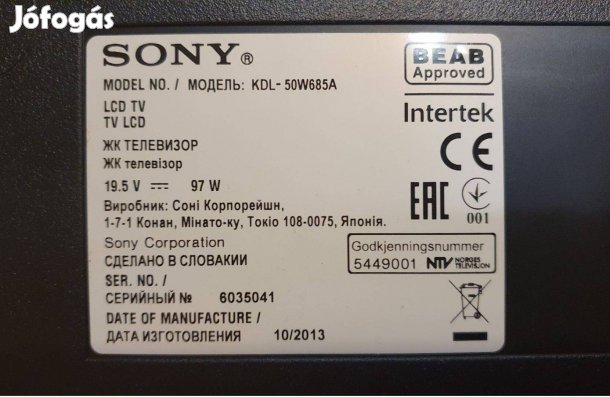 Jófogás
SONY®
BEAB
Approved
MODEL NO. / МОДЕЛЬ: KDL- 50W685A
LCD TV
TV LCD
Intertek
ЖК ТЕЛЕВИЗОР
ЖК телевізор
CE
19.5 V ⎓ 97 W
EAC
001
Виробник: Соні Корпорейшн,
1-7-1 Конан, Мінато-ку, Токіо 108-0075, Японія.
Sony Corporation
СДЕЛАНО В СЛОВАКИИ
Godkjenningsnummer
5449001 NTV NORGES TELEVISJON
SER. NO. /
СЕРИЙНЫЙ № 6035041
DATE OF MANUFACTURE /
ДАТА ИЗГОТОВЛЕНИЯ 10/2013